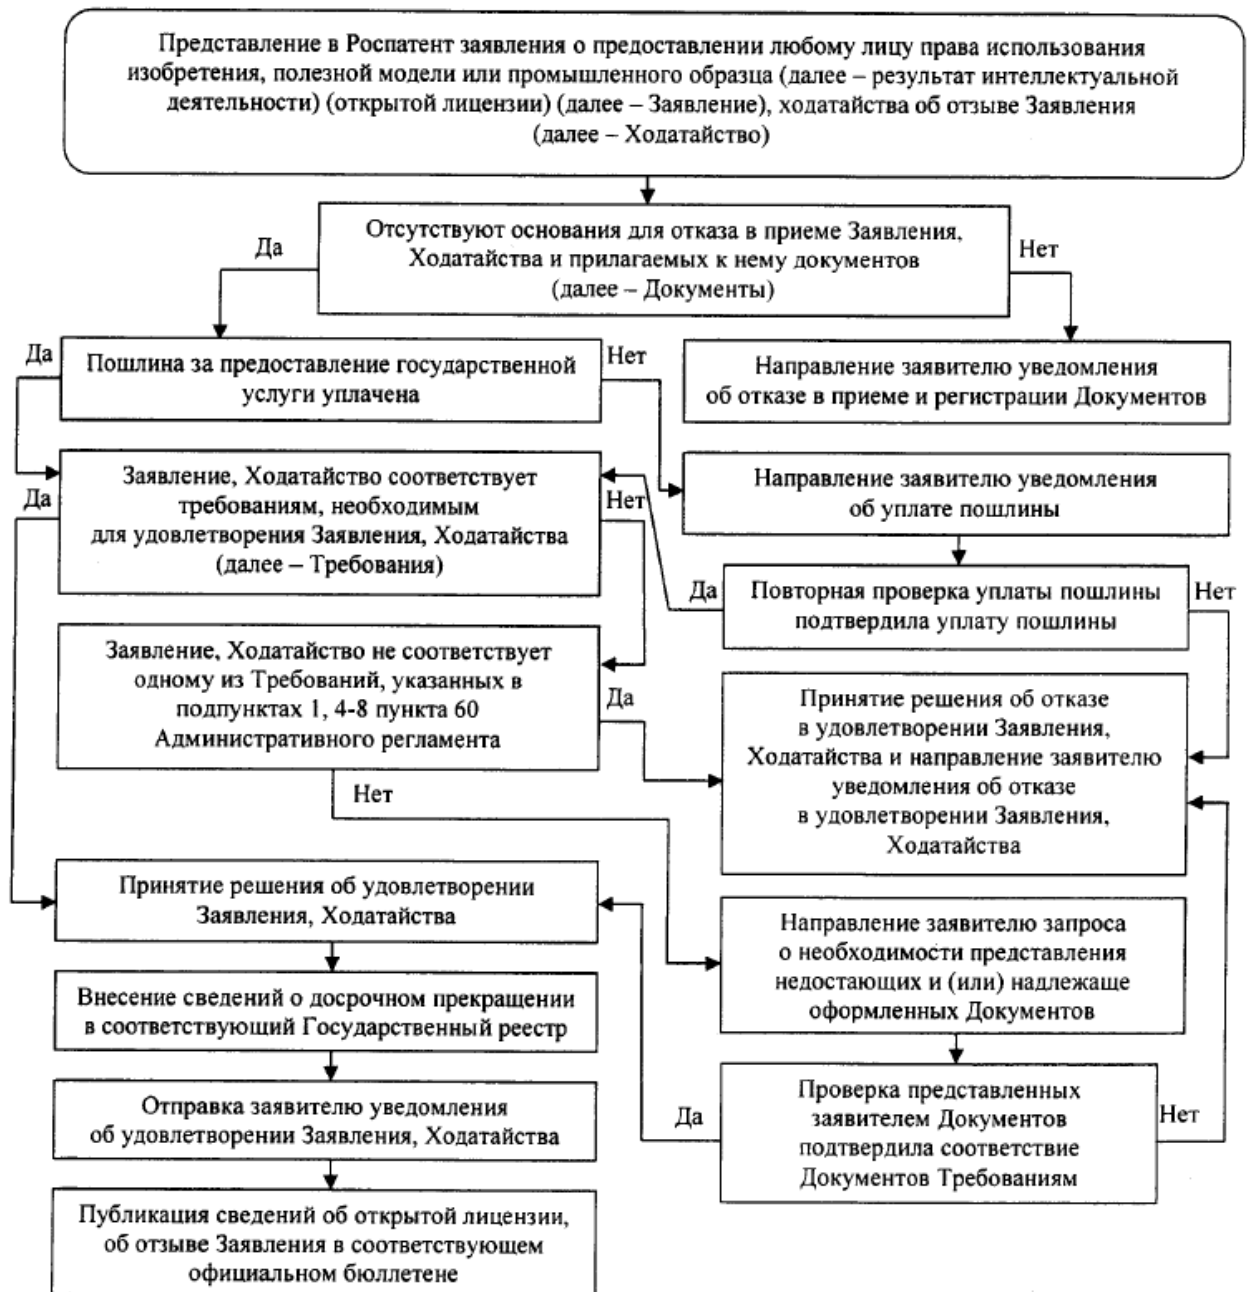 Представление в Роспатент заявления о предоставлении любому лицу права использования
изобретения, полезной модели или промышленного образца (далее – результат интеллектуальной
деятельности) (открытой лицензии) (далее – Заявление), ходатайства об отзыве Заявления
(далее – Ходатайство)
Отсутствуют основания для отказа в приеме Заявления,
Ходатайства и прилагаемых к нему документов
(далее – Документы)
Да
Нет
Да
Пошлина за предоставление государственной
услуги уплачена
Нет
Направление заявителю уведомления
об отказе в приеме и регистрации Документов
Да
Заявление, Ходатайство соответствует
требованиям, необходимым
для удовлетворения Заявления, Ходатайства
(далее – Требования)
Нет
Направление заявителю уведомления
об уплате пошлины
Да
Повторная проверка уплаты пошлины
подтвердила уплату пошлины
Нет
Заявление, Ходатайство не соответствует
одному из Требований, указанных в
подпунктах 1, 4-8 пункта 60
Административного регламента
Да
Нет
Принятие решения об отказе
в удовлетворении Заявления,
Ходатайства и направление заявителю
уведомления об отказе
в удовлетворении Заявления,
Ходатайства
Принятие решения об удовлетворении
Заявления, Ходатайства
Направление заявителю запроса
о необходимости представления
недостающих и (или) надлежаще
оформленных Документов
Внесение сведений о досрочном прекращении
в соответствующий Государственный реестр
Отправка заявителю уведомления
об удовлетворении Заявления, Ходатайства
Да
Проверка представленных
заявителем Документов
подтвердила соответствие
Документов Требованиям
Нет
Публикация сведений об открытой лицензии,
об отзыве Заявления в соответствующем
официальном бюллетене